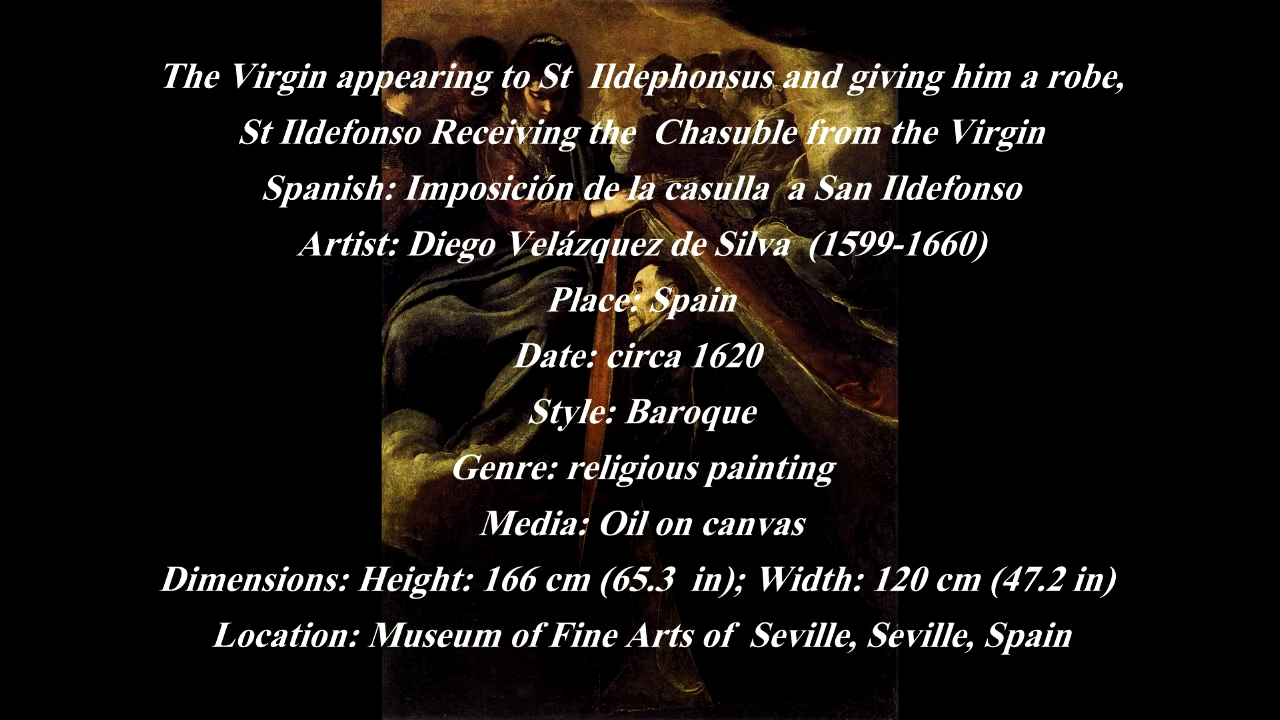 The Virgin appearing to St Ildephonsus and giving him a robe,
St Ildefonso Receiving the Chasuble from the Virgin
Spanish: Imposición de la casulla a San Ildefonso
Artist: Diego Velázquez de Silva (1599-1660)
Place: Spain
Date: circa 1620
Style: Baroque
Genre: religious painting
Media: Oil on canvas
Dimensions: Height: 166 cm (65.3 in); Width: 120 cm (47.2 in)
Location: Museum of Fine Arts of Seville, Seville, Spain